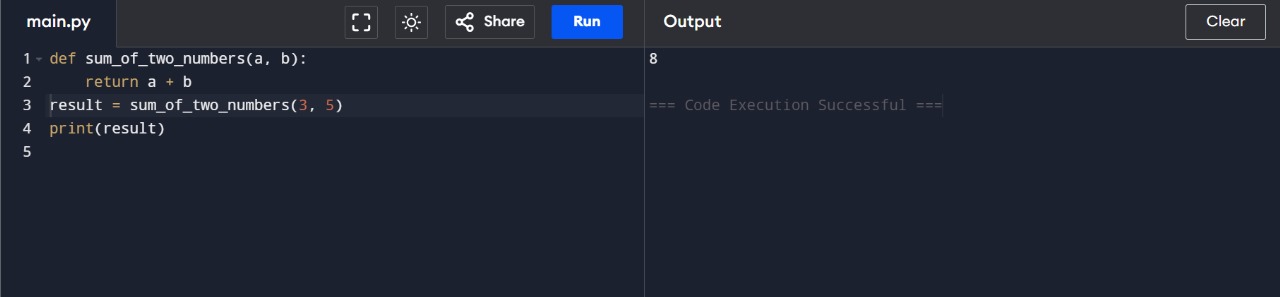 main.py Share Run Output Clear
1 def sum_of_two_numbers(a, b):
2     return a + b
3 result = sum_of_two_numbers(3, 5)
4 print(result)
5
8
=== Code Execution Successful ===